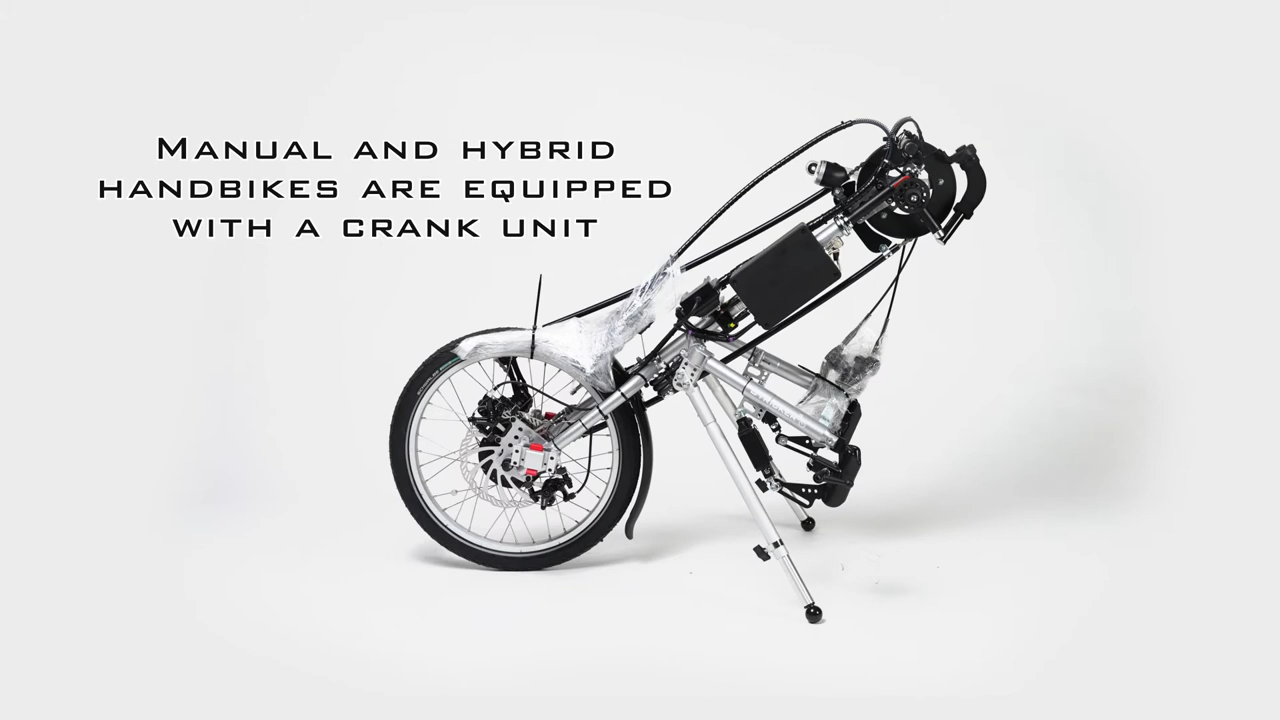 Manual and hybrid
handbikes are equipped
with a crank unit